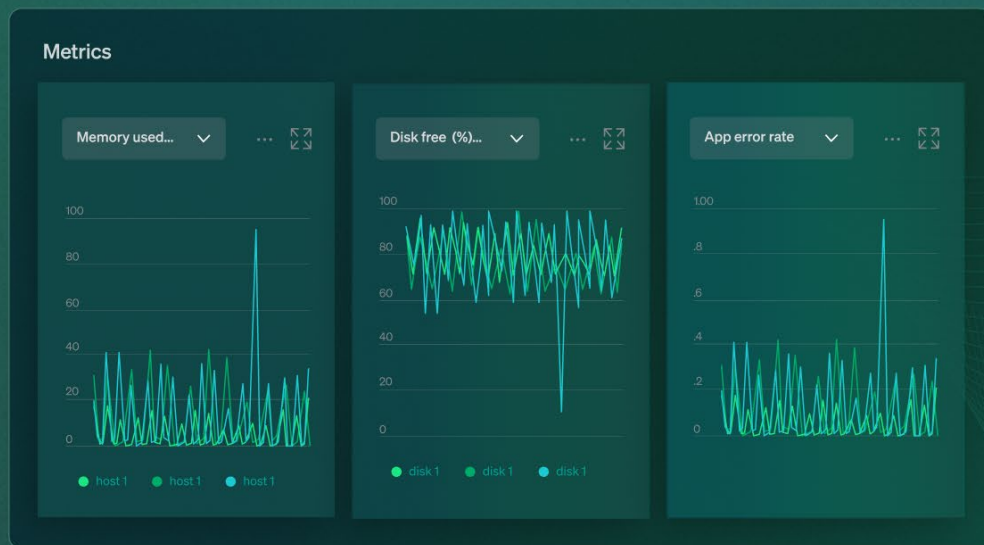 Metrics
Memory used...
100
80
60
40
20
0
host 1
host 1
host 1
Disk free (%)...
100
80
60
40
20
0
disk 1
disk 1
disk 1
App error rate
1.00
.8
.6
.4
.2
0